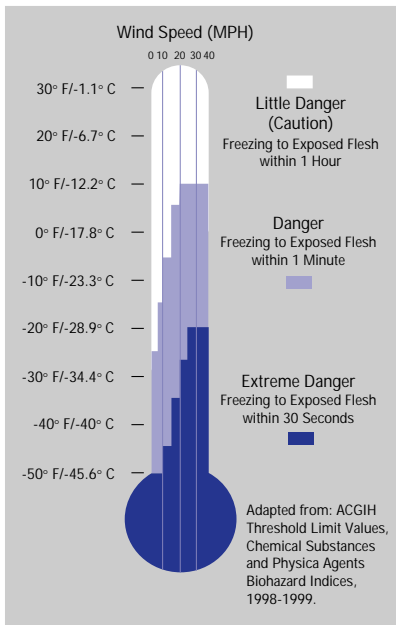 Wind Speed (MPH)
0 10 20 30 40
30° F/-1.1° C
20° F/-6.7° C
10° F/-12.2° C
0° F/-17.8° C
-10° F/-23.3° C
-20° F/-28.9° C
-30° F/-34.4° C
-40° F/-40° C
-50° F/-45.6° C
Little Danger
(Caution)
Freezing to Exposed Flesh
within 1 Hour
Danger
Freezing to Exposed Flesh
within 1 Minute
Extreme Danger
Freezing to Exposed Flesh
within 30 Seconds
Adapted from: ACGIH
Threshold Limit Values,
Chemical Substances
and Physica Agents
Biohazard Indices,
1998-1999.